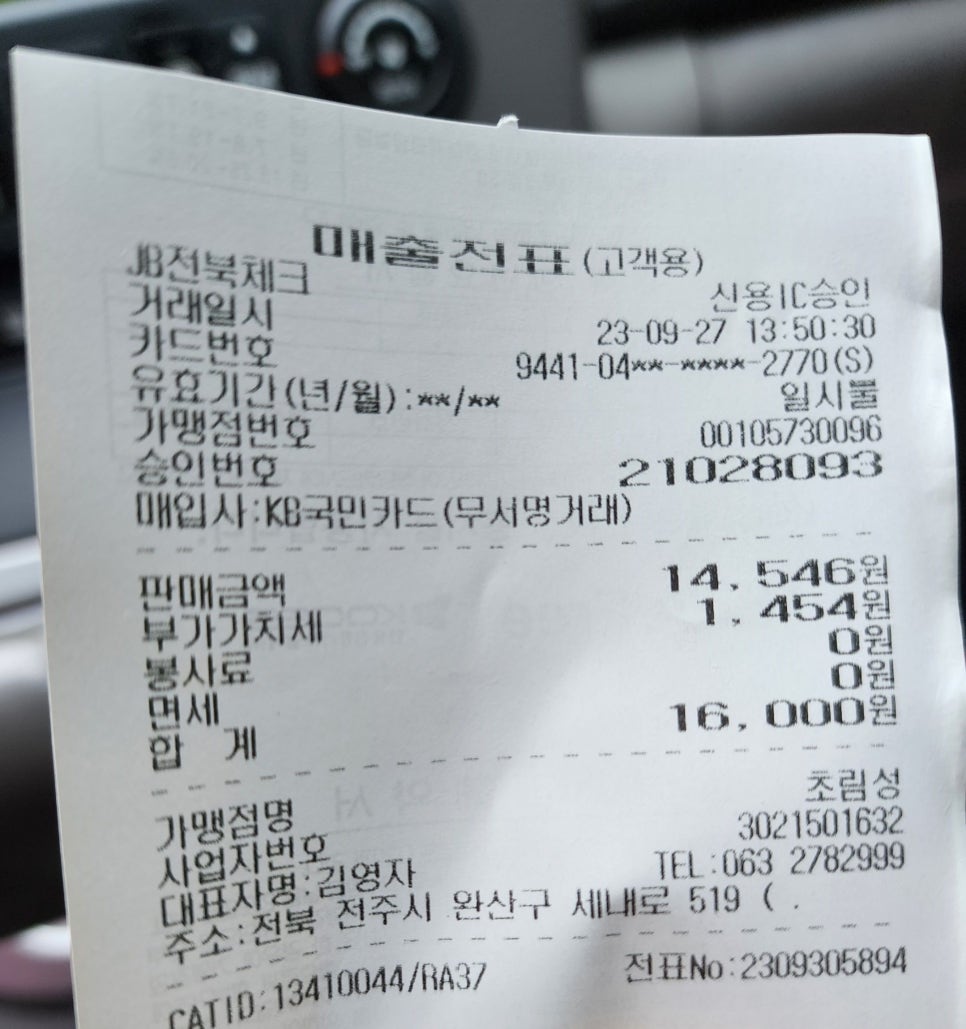 매출전표(고객용)
JB전북체크 신용IC승인
거래일시 23-09-27 13:50:30
카드번호 9441-04**-****-2770(S)
유효기간(년/월):**/** 일시불
가맹점번호 00105730096
승인번호 21028093
매입사:KB국민카드(무서명거래)
판매금액 14,546원
부가가치세 1,454원
봉사료 0원
면세 0원
합 계 16,000원
가맹점명 초림성
사업자번호 3021501632
대표자명:김영자 TEL:063 2782999
주소:전북 전주시 완산구 세내로 519 ( .
CATID:13410044/RA37 전표No:2309305894